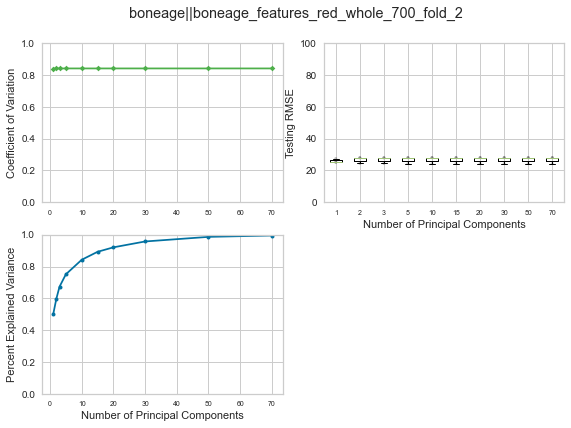 boneage||boneage_features_red_whole_700_fold_2
Coefficient of Variation
1.0
0.8
0.6
0.4
0.2
0.0
0 10 20 30 40 50 60 70
Testing RMSE
100
80
60
40
20
0
1 2 3 5 10 15 20 30 50 70
Number of Principal Components
Percent Explained Variance
1.0
0.8
0.6
0.4
0.2
0.0
0 10 20 30 40 50 60 70
Number of Principal Components